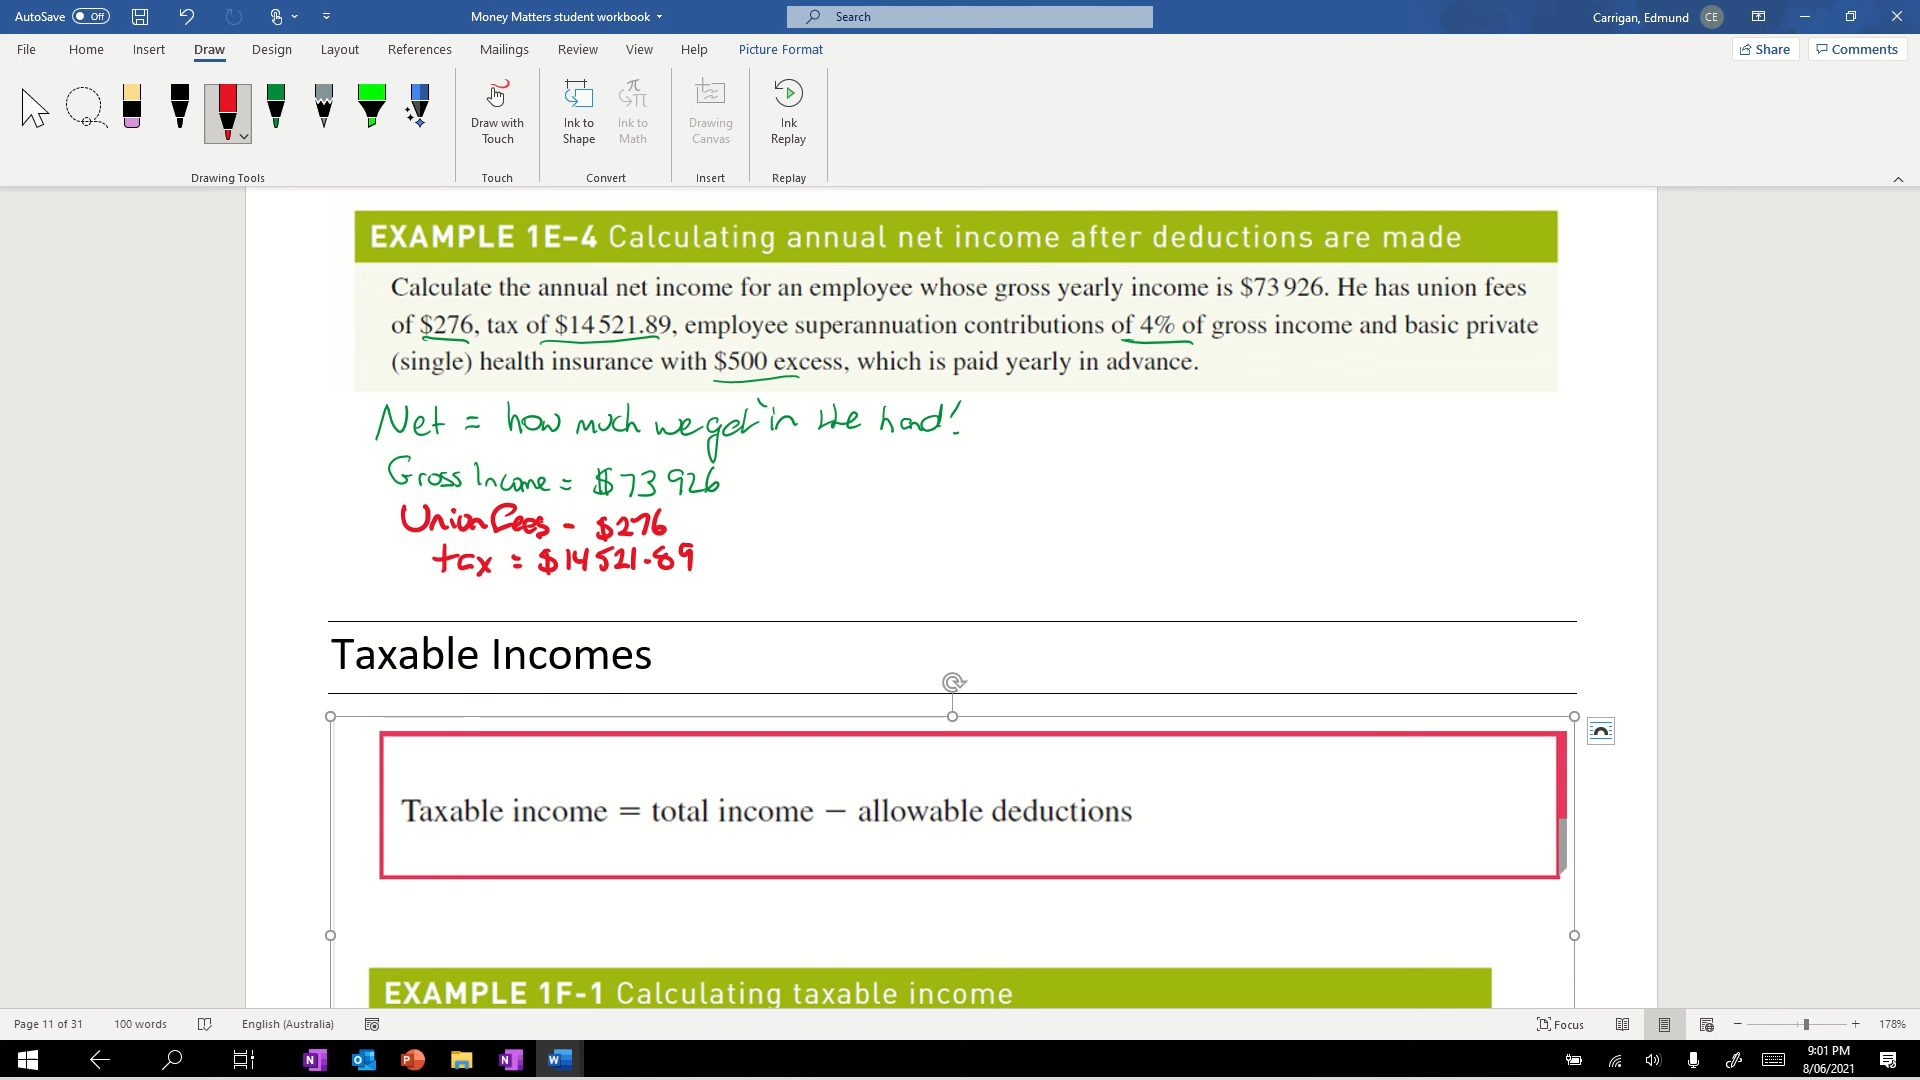 AutoSave Off Money Matters student workbook Search Carrigan, Edmund CE
File Home Insert Draw Design Layout References Mailings Review View Help Picture Format Share Comments
Draw with Touch
Ink to Shape
Ink to Math
Drawing Canvas
Ink Replay
Drawing Tools Touch Convert Insert Replay
EXAMPLE 1E–4 Calculating annual net income after deductions are made
Calculate the annual net income for an employee whose gross yearly income is $73 926. He has union fees
of $276, tax of $14 521.89, employee superannuation contributions of 4% of gross income and basic private
(single) health insurance with $500 excess, which is paid yearly in advance.
Net = how much we get in the hand!
Gross Income = $73 926
Union Fees - $276
tax = $14 521.89
Taxable Incomes
Taxable income = total income − allowable deductions
EXAMPLE 1F-1 Calculating taxable income
Page 11 of 31 100 words English (Australia) Focus 178%
9:01 PM
8/06/2021